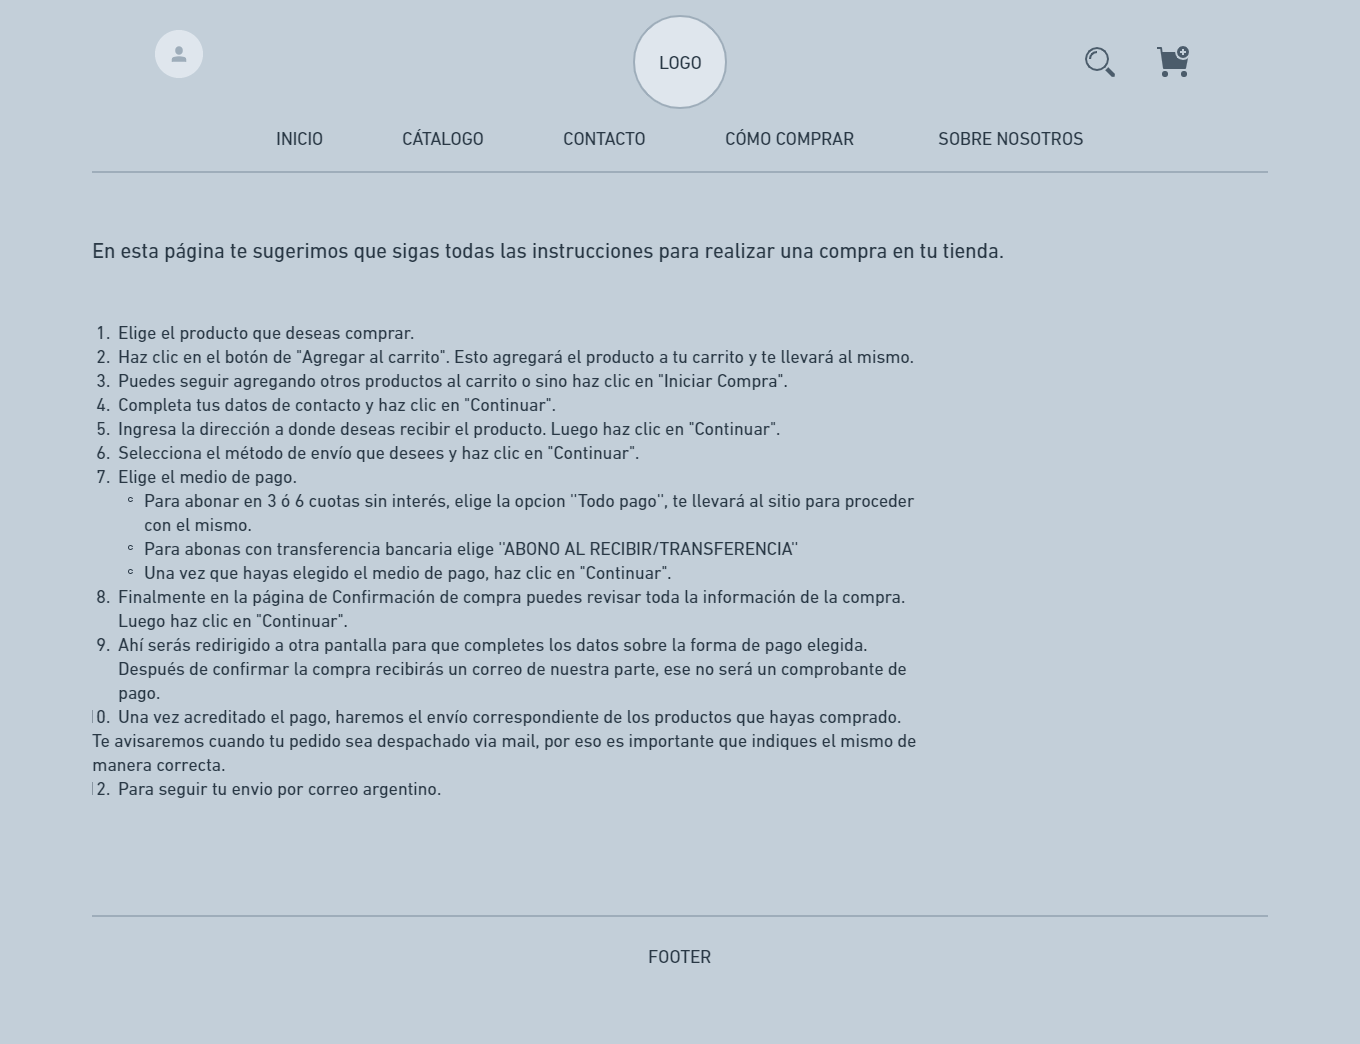 LOGO
INICIO
CÁTALOGO
CONTACTO
CÓMO COMPRAR
SOBRE NOSOTROS
En esta página te sugerimos que sigas todas las instrucciones para realizar una compra en tu tienda.
1. Elige el producto que deseas comprar.
2. Haz clic en el botón de "Agregar al carrito". Esto agregará el producto a tu carrito y te llevará al mismo.
3. Puedes seguir agregando otros productos al carrito o sino haz clic en "Iniciar Compra".
4. Completa tus datos de contacto y haz clic en "Continuar".
5. Ingresa la dirección a donde deseas recibir el producto. Luego haz clic en "Continuar".
6. Selecciona el método de envío que desees y haz clic en "Continuar".
7. Elige el medio de pago.
Para abonar en 3 ó 6 cuotas sin interés, elige la opcion ''Todo pago'', te llevará al sitio para proceder
con el mismo.
Para abonas con transferencia bancaria elige ''ABONO AL RECIBIR/TRANSFERENCIA''
Una vez que hayas elegido el medio de pago, haz clic en "Continuar".
8. Finalmente en la página de Confirmación de compra puedes revisar toda la información de la compra.
Luego haz clic en "Continuar".
9. Ahí serás redirigido a otra pantalla para que completes los datos sobre la forma de pago elegida.
Después de confirmar la compra recibirás un correo de nuestra parte, ese no será un comprobante de
pago.
10. Una vez acreditado el pago, haremos el envío correspondiente de los productos que hayas comprado.
Te avisaremos cuando tu pedido sea despachado via mail, por eso es importante que indiques el mismo de
manera correcta.
12. Para seguir tu envio por correo argentino.
FOOTER